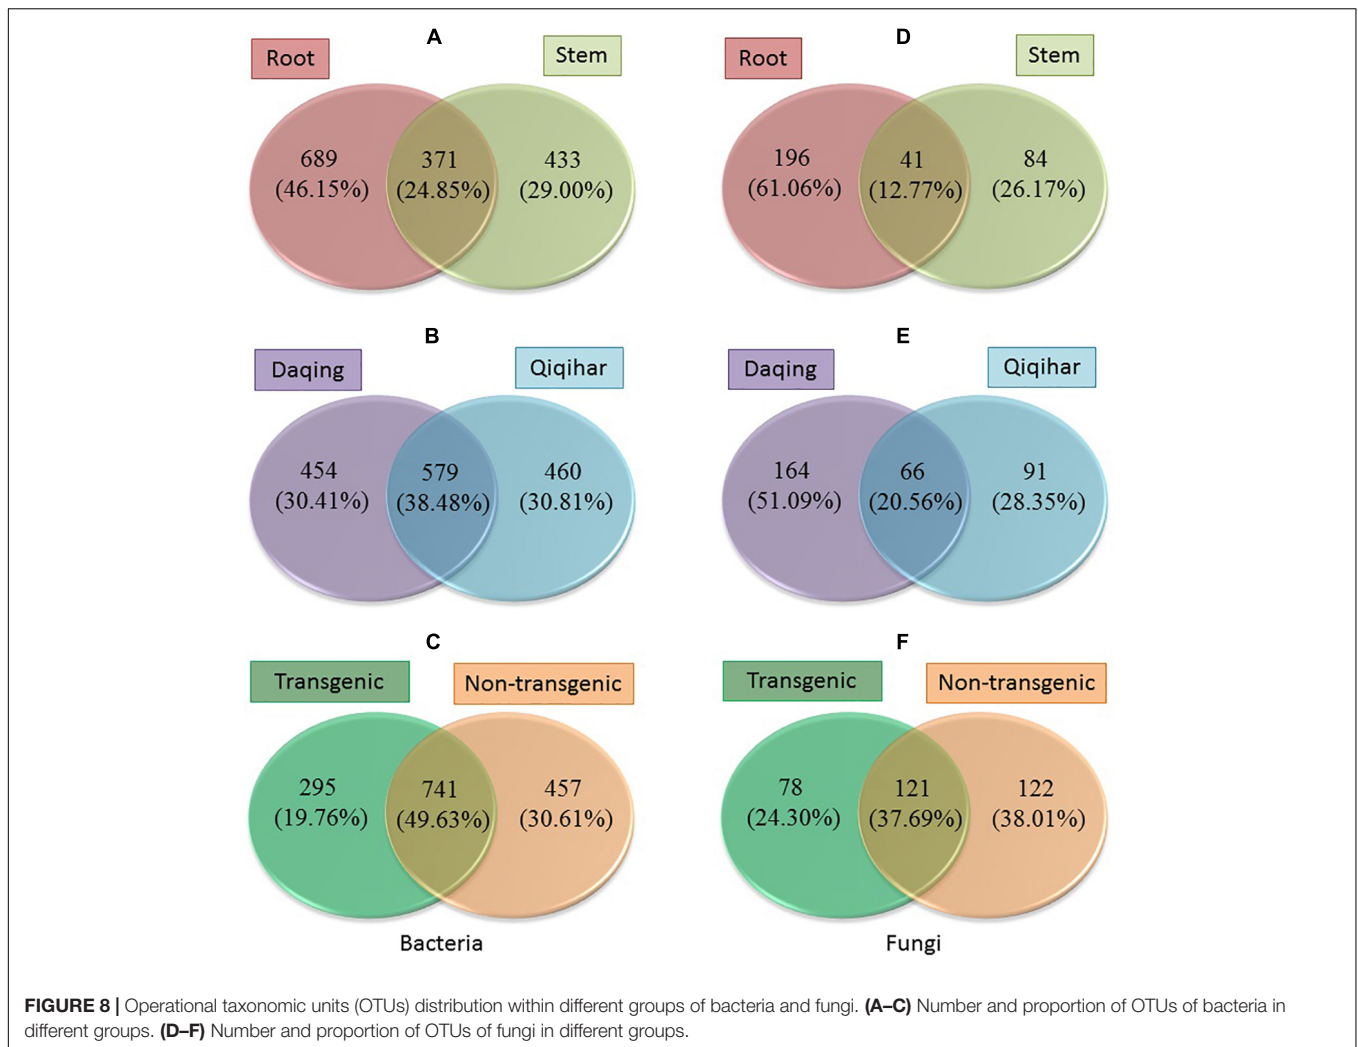 A
Root
Stem
689
(46.15%)
371
(24.85%)
433
(29.00%)
D
Root
Stem
196
(61.06%)
41
(12.77%)
84
(26.17%)
B
Daqing
Qiqihar
454
(30.41%)
579
(38.48%)
460
(30.81%)
E
Daqing
Qiqihar
164
(51.09%)
66
(20.56%)
91
(28.35%)
C
Transgenic
Non-transgenic
295
(19.76%)
741
(49.63%)
457
(30.61%)
Bacteria
F
Transgenic
Non-transgenic
78
(24.30%)
121
(37.69%)
122
(38.01%)
Fungi
FIGURE 8 | Operational taxonomic units (OTUs) distribution within different groups of bacteria and fungi. (A–C) Number and proportion of OTUs of bacteria in
different groups. (D–F) Number and proportion of OTUs of fungi in different groups.